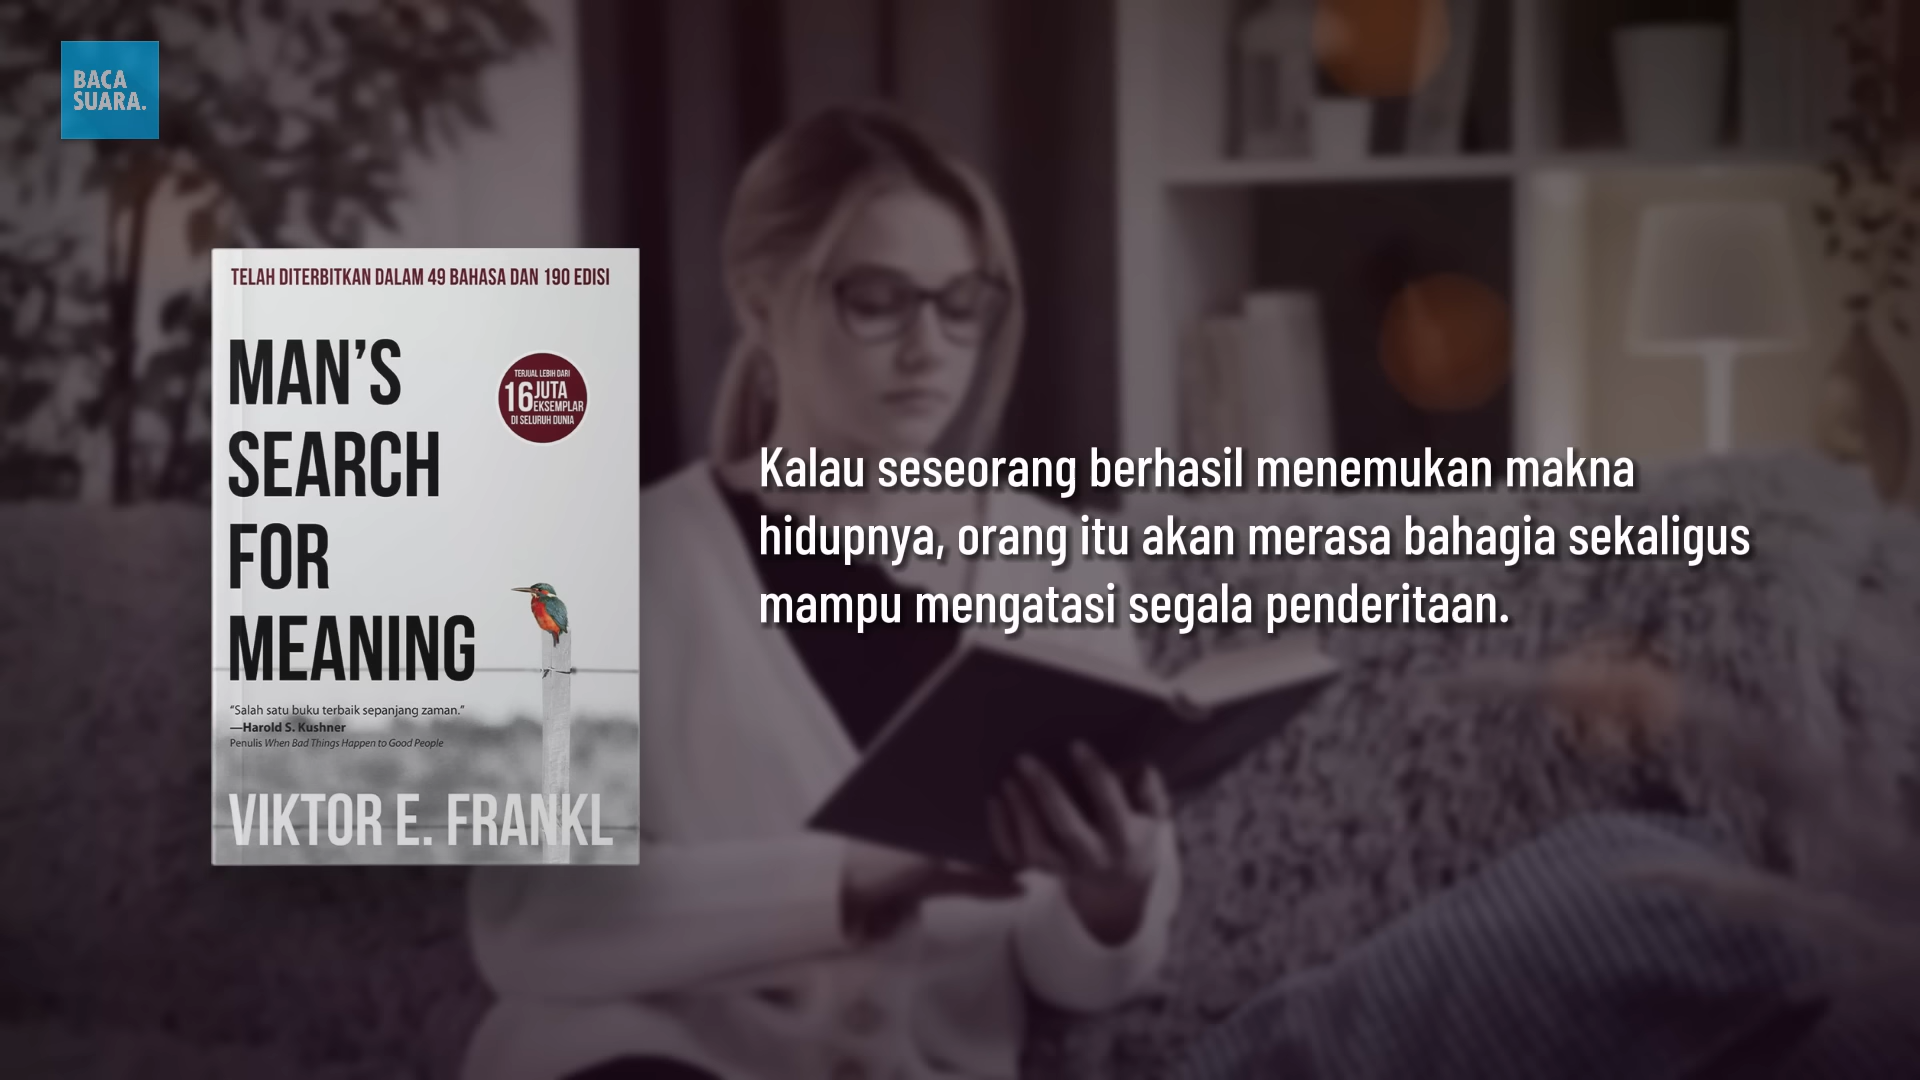 BACA
SUARA.
TELAH DITERBITKAN DALAM 49 BAHASA DAN 190 EDISI
MAN'S
SEARCH
FOR
MEANING
TERJUAL LEBIH DARI
16 JUTA
EKSEMPLAR
DI SELURUH DUNIA
"Salah satu buku terbaik sepanjang zaman."
—Harold S. Kushner
Penulis When Bad Things Happen to Good People
VIKTOR E. FRANKL
Kalau seseorang berhasil menemukan makna
hidupnya, orang itu akan merasa bahagia sekaligus
mampu mengatasi segala penderitaan.